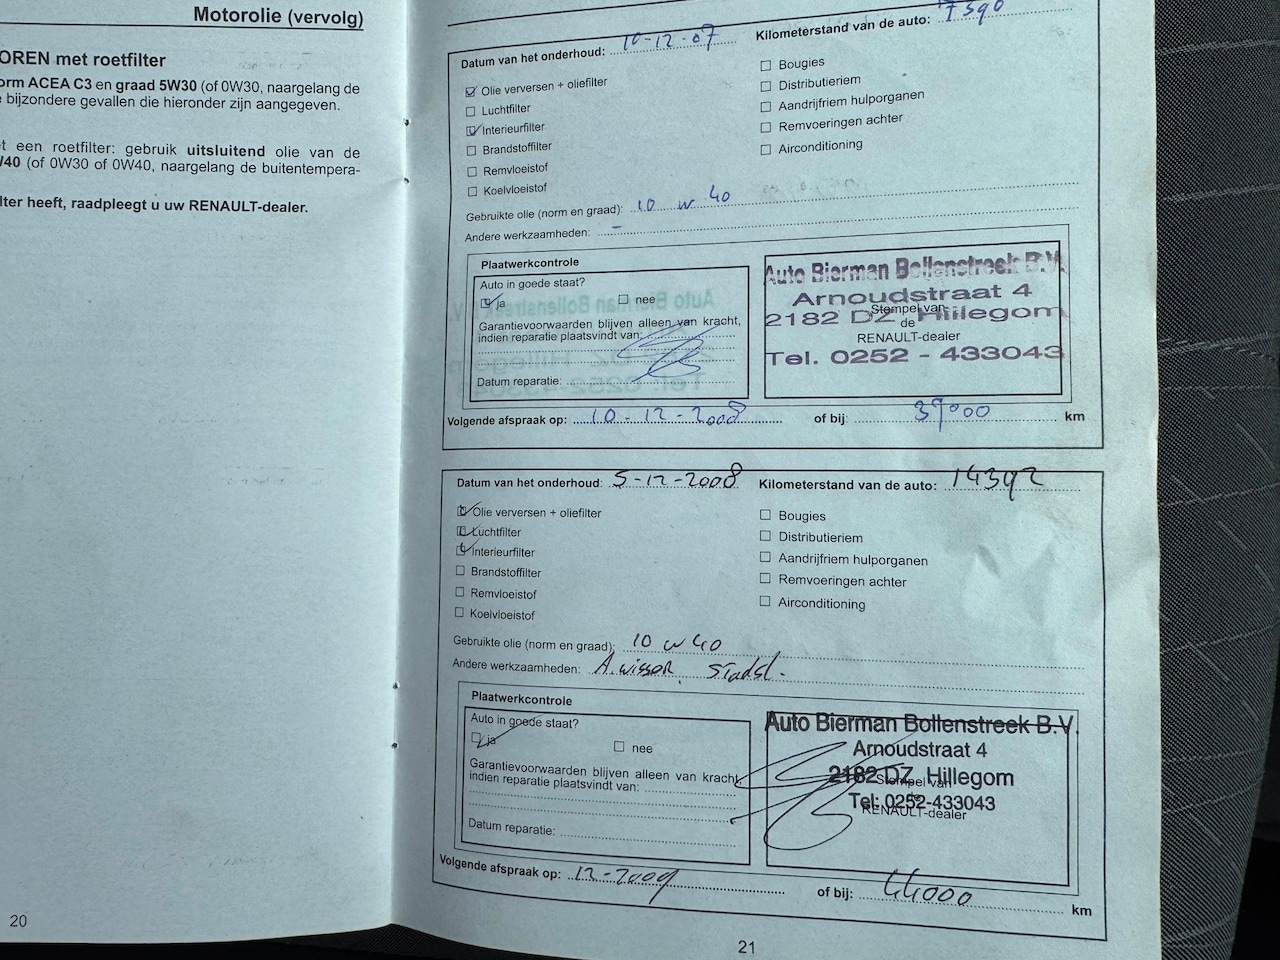 Motorolie (vervolg)
OREN met roetfilter
orm ACEA C3 en graad 5W30 (of 0W30, naargelang de
bijzondere gevallen die hieronder zijn aangegeven.
t een roetfilter: gebruik uitsluitend olie van de
W40 (of 0W30 of 0W40, naargelang de buitentempera-
lter heeft, raadpleegt u uw RENAULT-dealer.
20
Datum van het onderhoud: 10-12-07 Kilometerstand van de auto: 7590
Olie verversen + oliefilter
Luchtfilter
Interieurfilter
Brandstoffilter
Remvloeistof
Koelvloeistof
Bougies
Distributieriem
Aandrijfriem hulporganen
Remvoeringen achter
Airconditioning
Gebruikte olie (norm en graad): 10 w 40
Andere werkzaamheden: -
Plaatwerkcontrole
Auto in goede staat?
ja nee
Garantievoorwaarden blijven alleen van kracht,
indien reparatie plaatsvindt van:
Datum reparatie:
Auto Bierman Bollenstreek B.V.
Arnoudstraat 4
2182 DZ Hillegom
Tel. 0252 - 433043
Stempel van
de
RENAULT-dealer
Volgende afspraak op: 10-12-2008 of bij: 39000 km
Datum van het onderhoud: 5-12-2008 Kilometerstand van de auto: 14392
Olie verversen + oliefilter
Luchtfilter
Interieurfilter
Brandstoffilter
Remvloeistof
Koelvloeistof
Bougies
Distributieriem
Aandrijfriem hulporganen
Remvoeringen achter
Airconditioning
Gebruikte olie (norm en graad): 10 w 40
Andere werkzaamheden: A.wisser
Plaatwerkcontrole
Auto in goede staat?
ja nee
Garantievoorwaarden blijven alleen van kracht,
indien reparatie plaatsvindt van:
Datum reparatie:
Auto Bierman Bollenstreek B.V.
Arnoudstraat 4
2182 DZ Hillegom
Tel: 0252-433043
Stempel van
RENAULT-dealer
Volgende afspraak op: 12-2009 of bij: 44000 km
21